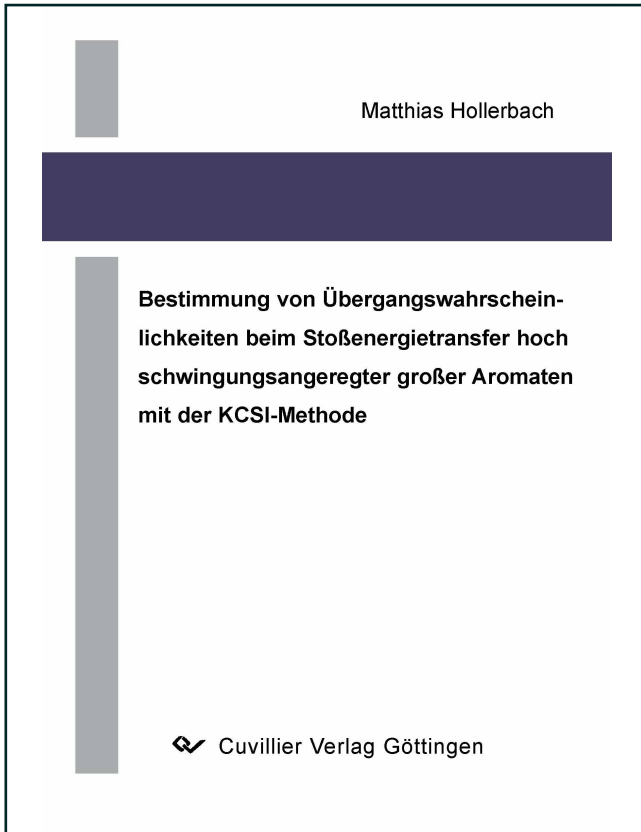 Matthias Hollerbach
Bestimmung von Übergangswahrschein-
lichkeiten beim Stoßenergietransfer hoch
schwingungsangeregter großer Aromaten
mit der KCSI-Methode
Cuvillier Verlag Göttingen